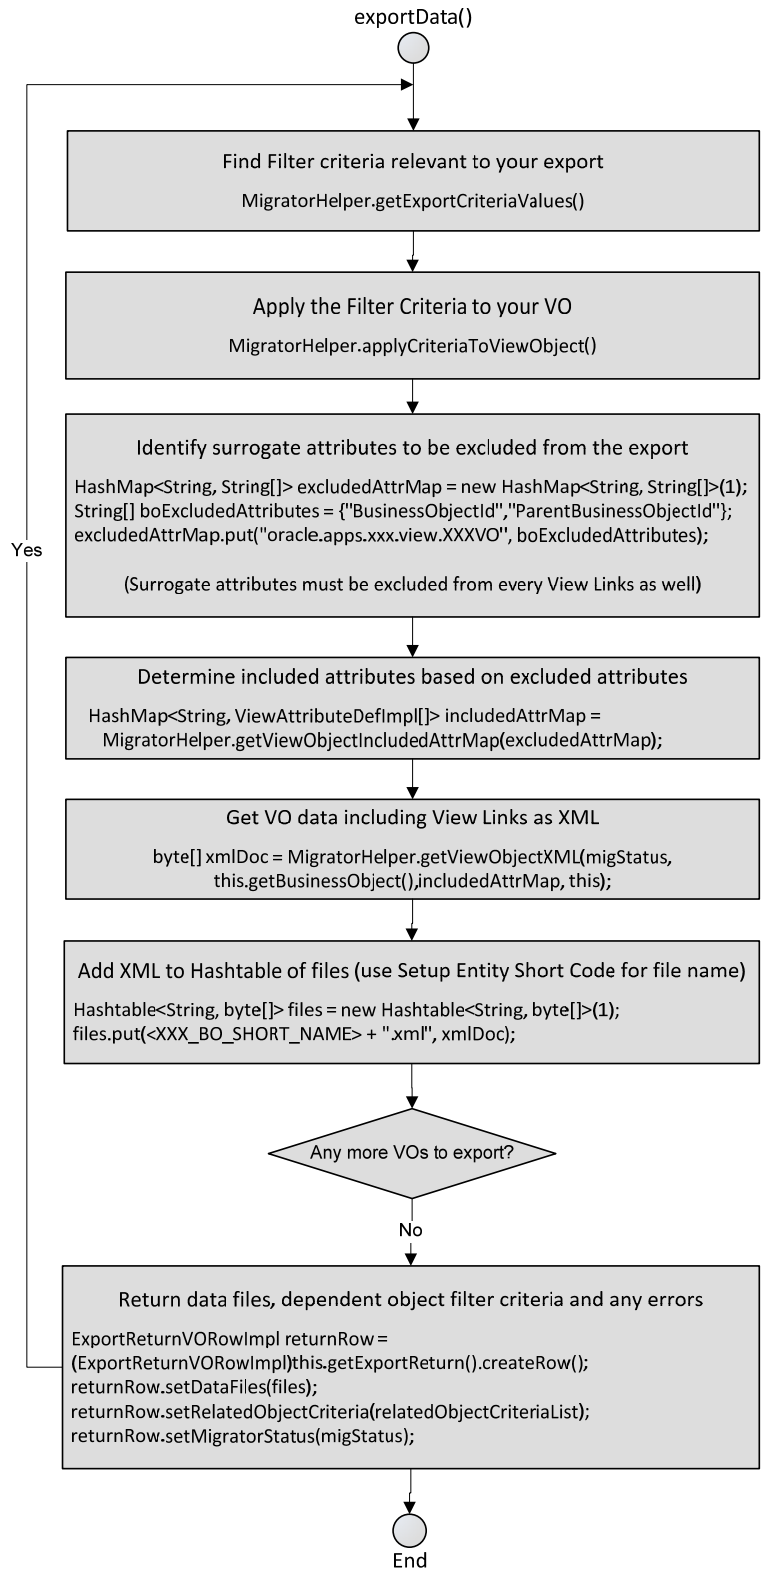 exportData()
Find Filter criteria relevant to your export
MigratorHelper.getExportCriteriaValues()
Apply the Filter Criteria to your VO
MigratorHelper.applyCriteriaToViewObject()
Identify surrogate attributes to be excluded from the export
HashMap<String, String[]> excludedAttrMap = new HashMap<String, String[]>(1);
String[] boExcludedAttributes = {"BusinessObjectId","ParentBusinessObjectId"};
excludedAttrMap.put("oracle.apps.xxx.view.XXXVO", boExcludedAttributes);
(Surrogate attributes must be excluded from every View Links as well)
Yes
Determine included attributes based on excluded attributes
HashMap<String, ViewAttributeDefImpl[]> includedAttrMap =
MigratorHelper.getViewObjectIncludedAttrMap(excludedAttrMap);
Get VO data including View Links as XML
byte[] xmlDoc = MigratorHelper.getViewObjectXML(migStatus,
this.getBusinessObject(),includedAttrMap, this);
Add XML to Hashtable of files (use Setup Entity Short Code for file name)
Hashtable<String, byte[]> files = new Hashtable<String, byte[]>(1);
files.put(<XXX_BO_SHORT_NAME> + ".xml", xmlDoc);
Any more VOs to export?
No
Return data files, dependent object filter criteria and any errors
ExportReturnVORowImpl returnRow =
(ExportReturnVORowImpl)this.getExportReturn().createRow();
returnRow.setDataFiles(files);
returnRow.setRelatedObjectCriteria(relatedObjectCriteriaList);
returnRow.setMigratorStatus(migStatus);
End